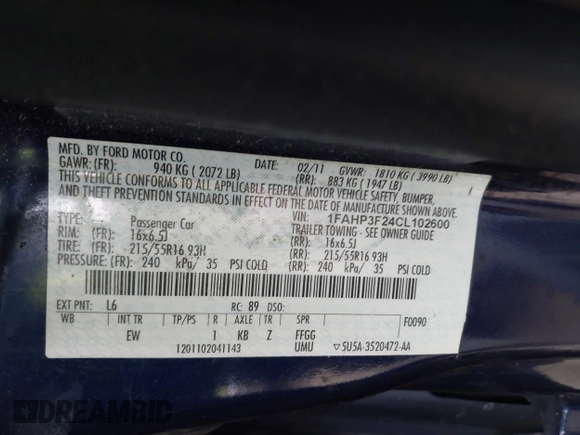 MFD. BY FORD MOTOR CO.
DATE: 02/11 GVWR: 1810 KG ( 3990 LB)
GAWR: (FR): 940 KG ( 2072 LB) (RR): 883 KG ( 1947 LB)
THIS VEHICLE CONFORMS TO ALL APPLICABLE FEDERAL MOTOR VEHICLE SAFETY, BUMPER,
AND THEFT PREVENTION STANDARDS IN EFFECT ON THE DATE OF MANUFACTURE SHOWN ABOVE.
VIN: 1FAHP3F24CL102600
TYPE: Passenger Car TRAILER TOWING - SEE OWNER GUIDE
RIM: (FR): 16x6.5J (RR): 16x6.5J
TIRE: (FR): 215/55R16 93H (RR): 215/55R16 93H
PRESSURE: (FR): 240 kPa/ 35 PSI COLD (RR): 240 kPa/ 35 PSI COLD
EXT PNT: L6 RC: 89 DSO: F0090
WB INT TR TP/PS R AXLE TR SPR
EW 1 KB Z FFGG
1201102041143 UMU ▽ 5U5A-3520472-AA
DREAMBID